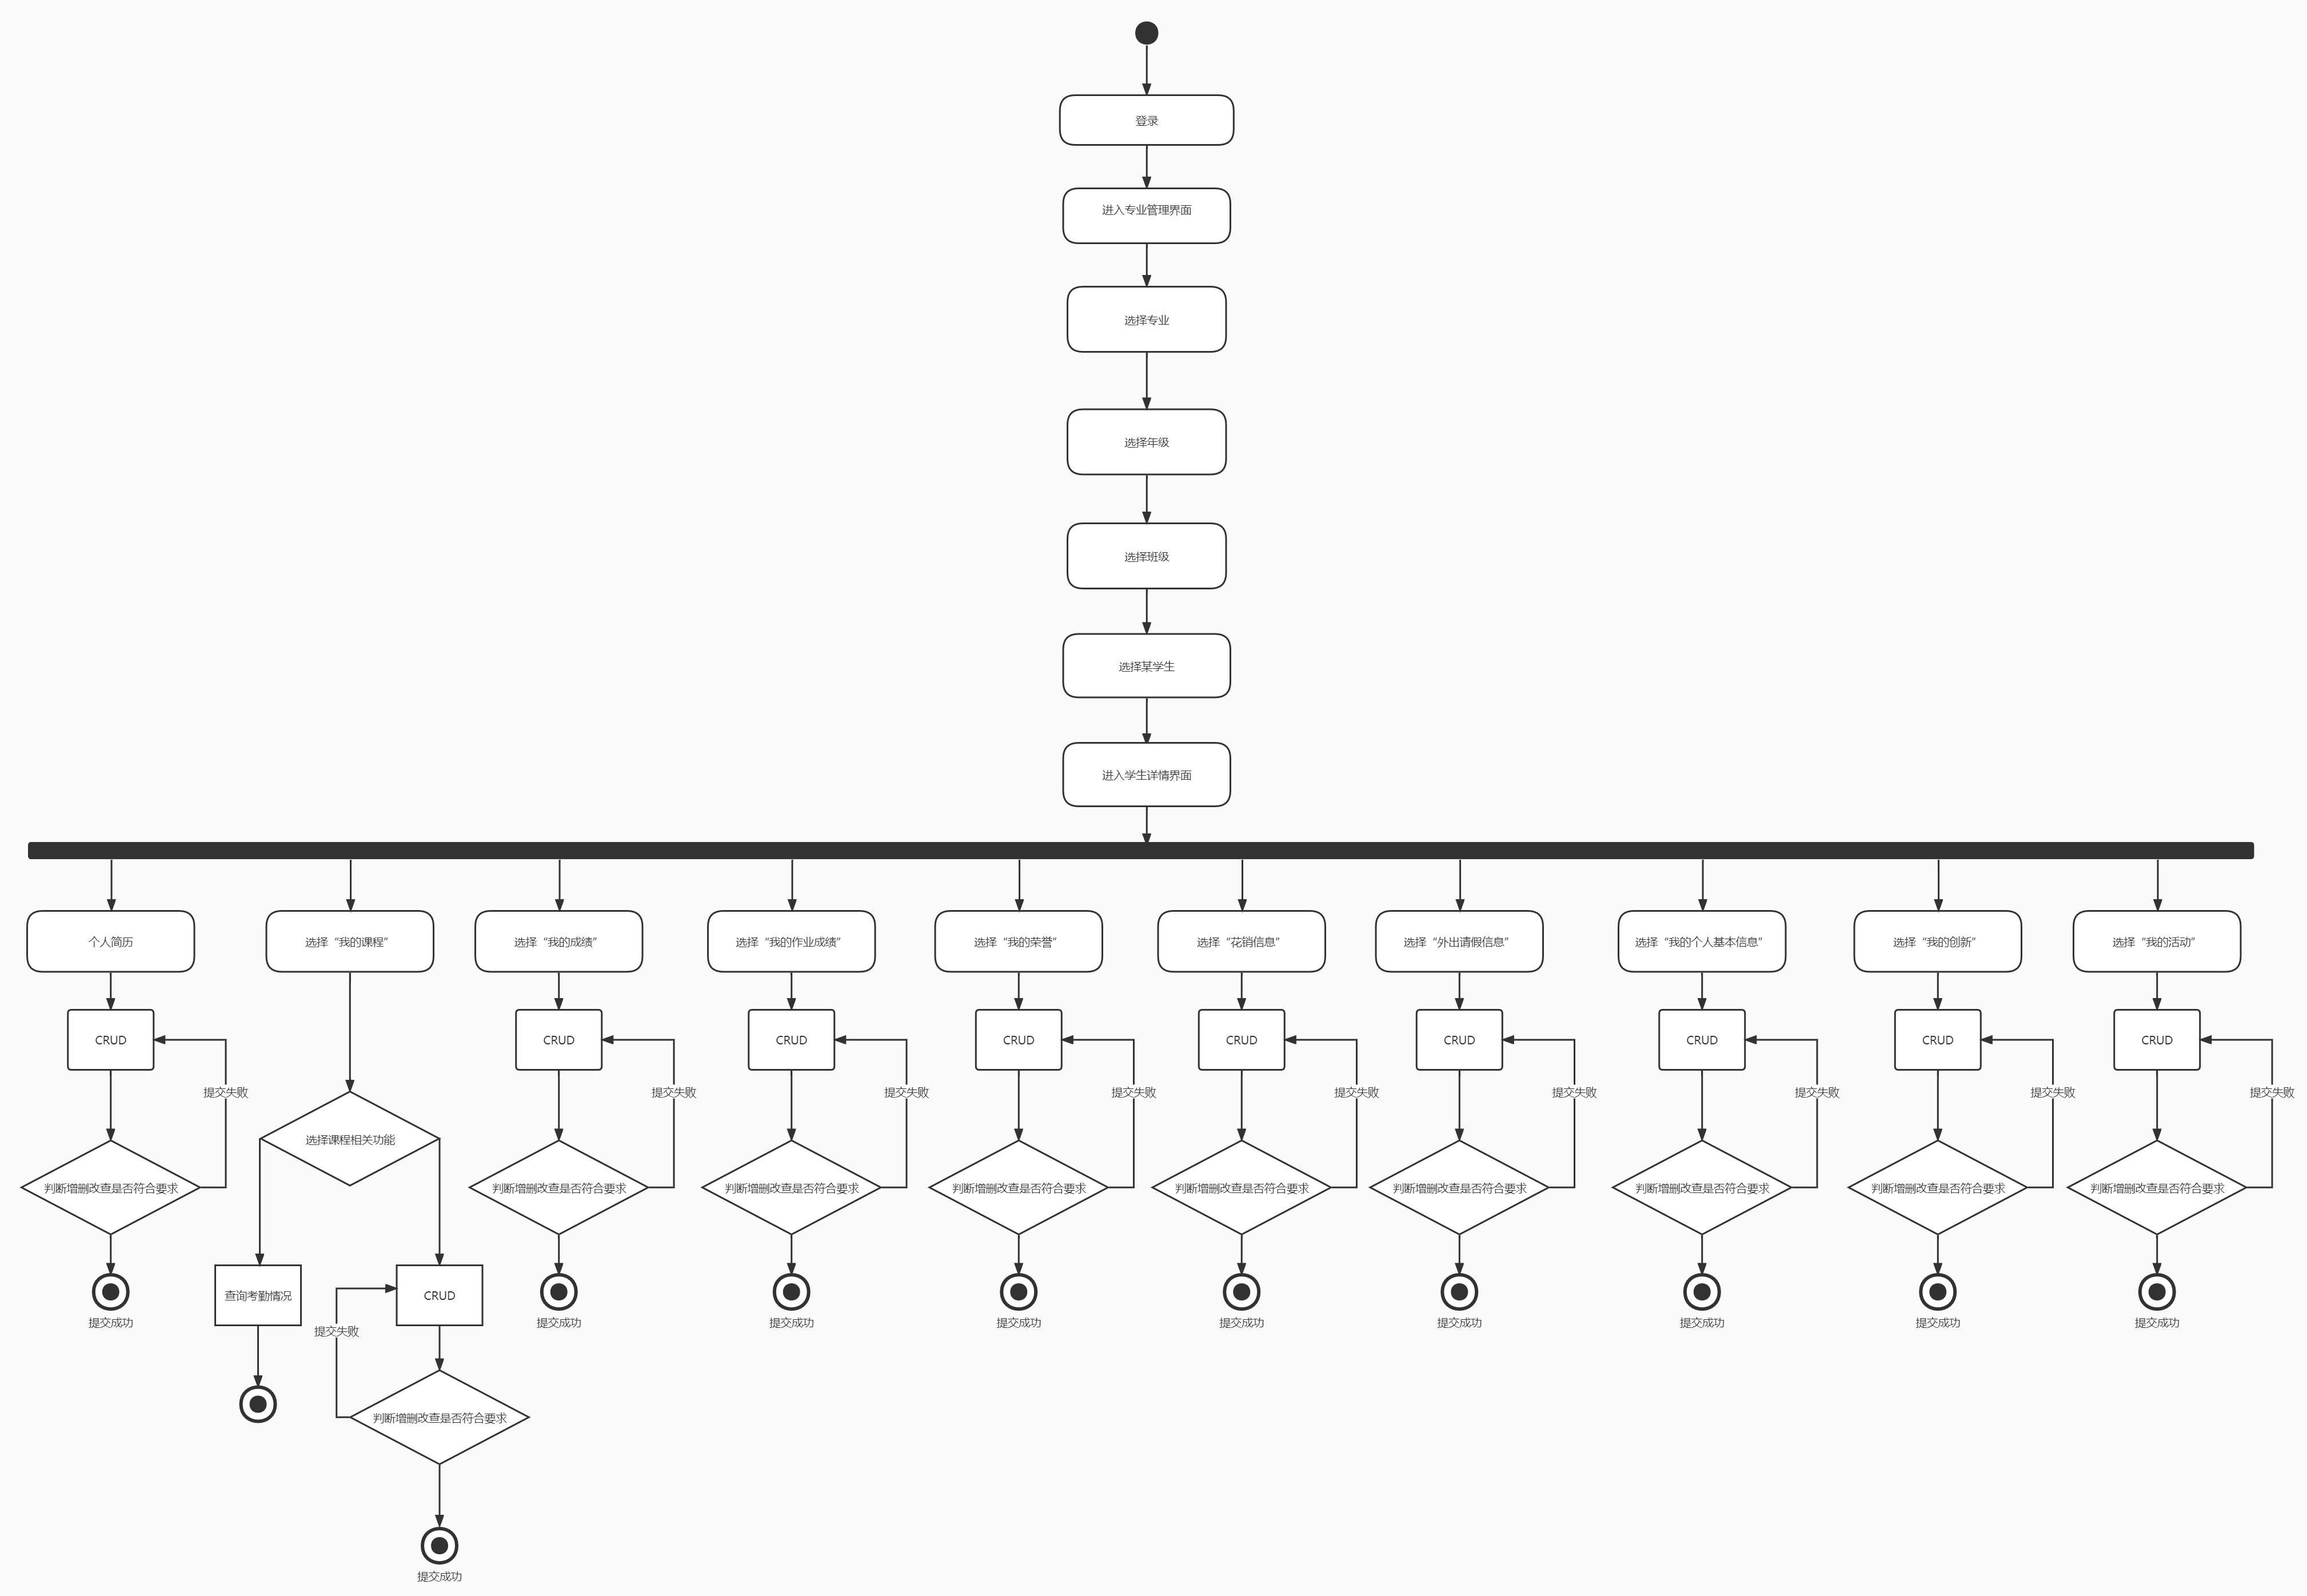 登录
进入专业管理界面
选择专业
选择年级
选择班级
选择某学生
进入学生详情界面
个人简历
选择“我的课程”
选择“我的成绩”
选择“我的作业成绩”
选择“我的荣誉”
选择“花销信息”
选择“外出请假信息”
选择“我的个人基本信息”
选择“我的创新”
选择“我的活动”
CRUD
CRUD
CRUD
CRUD
CRUD
CRUD
CRUD
CRUD
CRUD
提交失败
提交失败
提交失败
提交失败
提交失败
提交失败
提交失败
提交失败
提交失败
选择课程相关功能
判断增删改查是否符合要求
判断增删改查是否符合要求
判断增删改查是否符合要求
判断增删改查是否符合要求
判断增删改查是否符合要求
判断增删改查是否符合要求
判断增删改查是否符合要求
判断增删改查是否符合要求
判断增删改查是否符合要求
查询考勤情况
CRUD
提交成功
提交成功
提交成功
提交成功
提交成功
提交成功
提交成功
提交成功
提交成功
提交失败
判断增删改查是否符合要求
提交成功